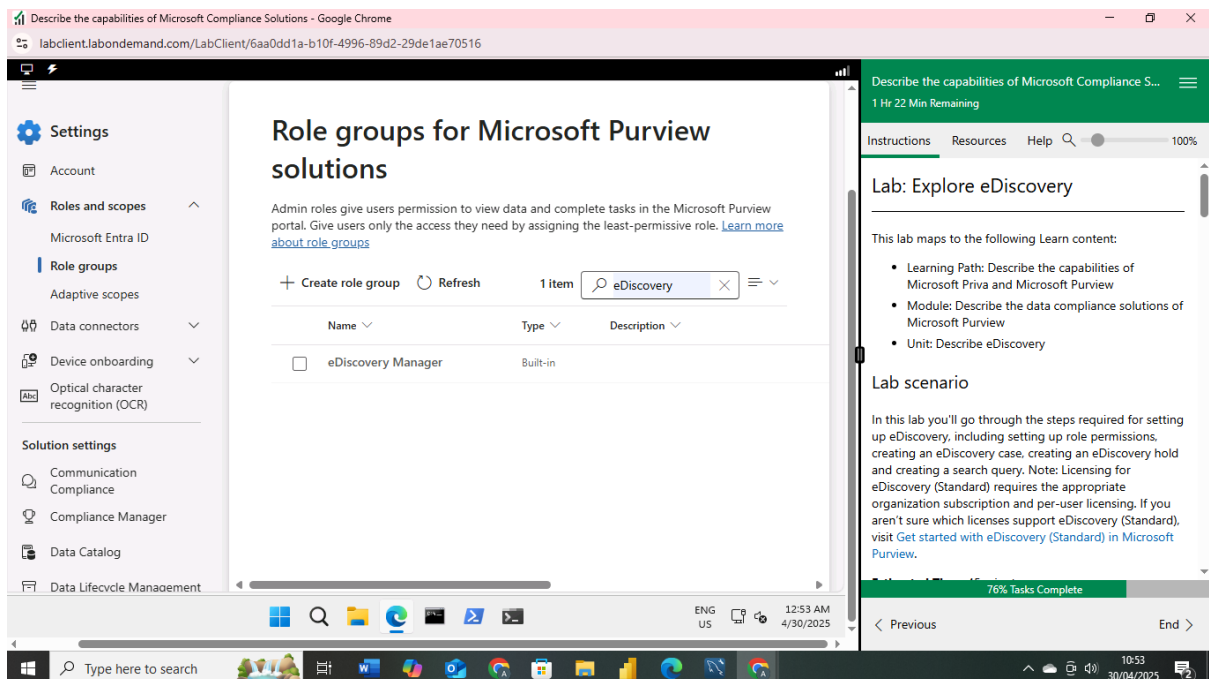 Describe the capabilities of Microsoft Compliance Solutions - Google Chrome
labclient.labondemand.com/LabClient/6aa0dd1a-b10f-4996-89d2-29de1ae70516
Settings
Account
Roles and scopes
Microsoft Entra ID
Role groups
Adaptive scopes
Data connectors
Device onboarding
Abc
Optical character
recognition (OCR)
Solution settings
Communication
Compliance
Compliance Manager
Data Catalog
Data Lifecycle Management
Role groups for Microsoft Purview
solutions
Admin roles give users permission to view data and complete tasks in the Microsoft Purview
portal. Give users only the access they need by assigning the least-permissive role. Learn more
about role groups
Create role group Refresh 1 item eDiscovery
Name Type Description
eDiscovery Manager Built-in
ENG
US
12:53 AM
4/30/2025
Describe the capabilities of Microsoft Compliance S...
1 Hr 22 Min Remaining
Instructions Resources Help 100%
Lab: Explore eDiscovery
This lab maps to the following Learn content:
• Learning Path: Describe the capabilities of
Microsoft Priva and Microsoft Purview
• Module: Describe the data compliance solutions of
Microsoft Purview
• Unit: Describe eDiscovery
Lab scenario
In this lab you'll go through the steps required for setting
up eDiscovery, including setting up role permissions,
creating an eDiscovery case, creating an eDiscovery hold
and creating a search query. Note: Licensing for
eDiscovery (Standard) requires the appropriate
organization subscription and per-user licensing. If you
aren't sure which licenses support eDiscovery (Standard),
visit Get started with eDiscovery (Standard) in Microsoft
Purview.
76% Tasks Complete
Previous End
Type here to search
10:53
30/04/2025